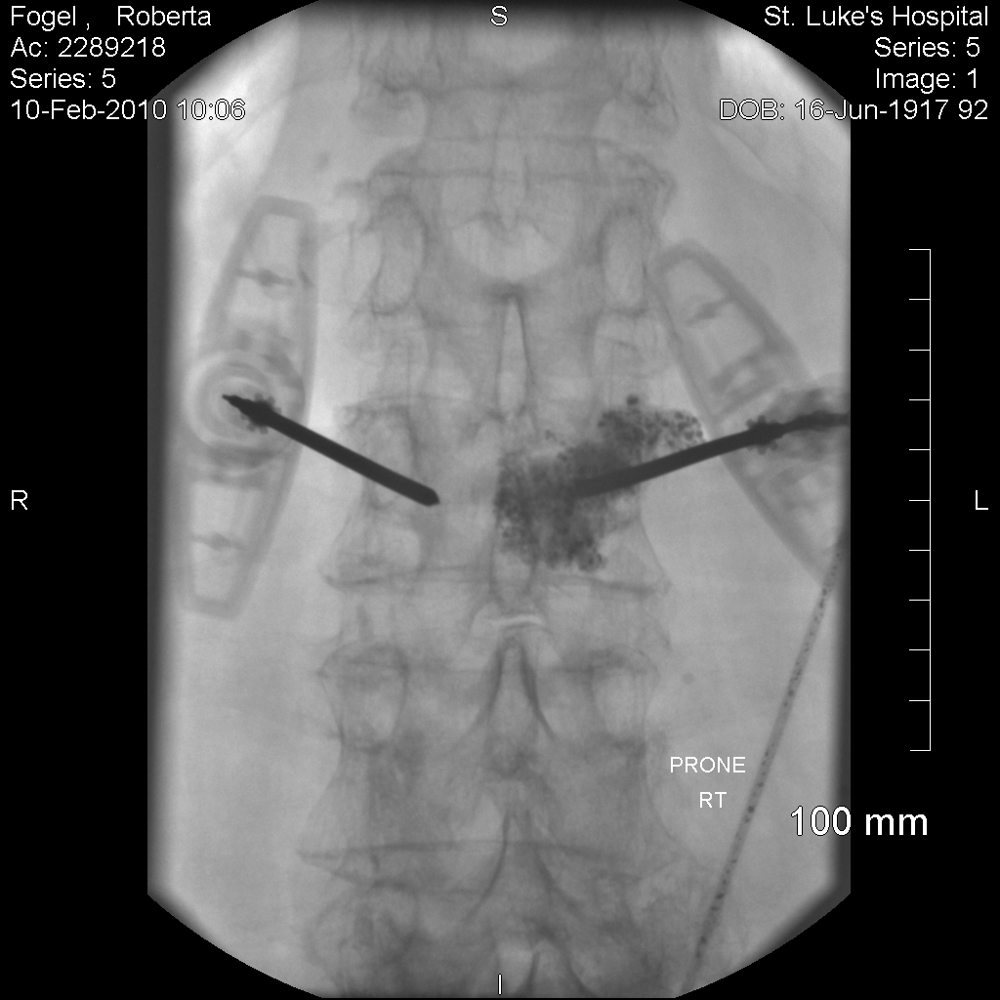 Fogel ,   Roberta
Ac: 2289218
Series: 5
10-Feb-2010 10:06
S
St. Luke's Hospital
Series: 5
Image: 1
DOB: 16-Jun-1917 92
R
L
PRONE
RT
100 mm
I